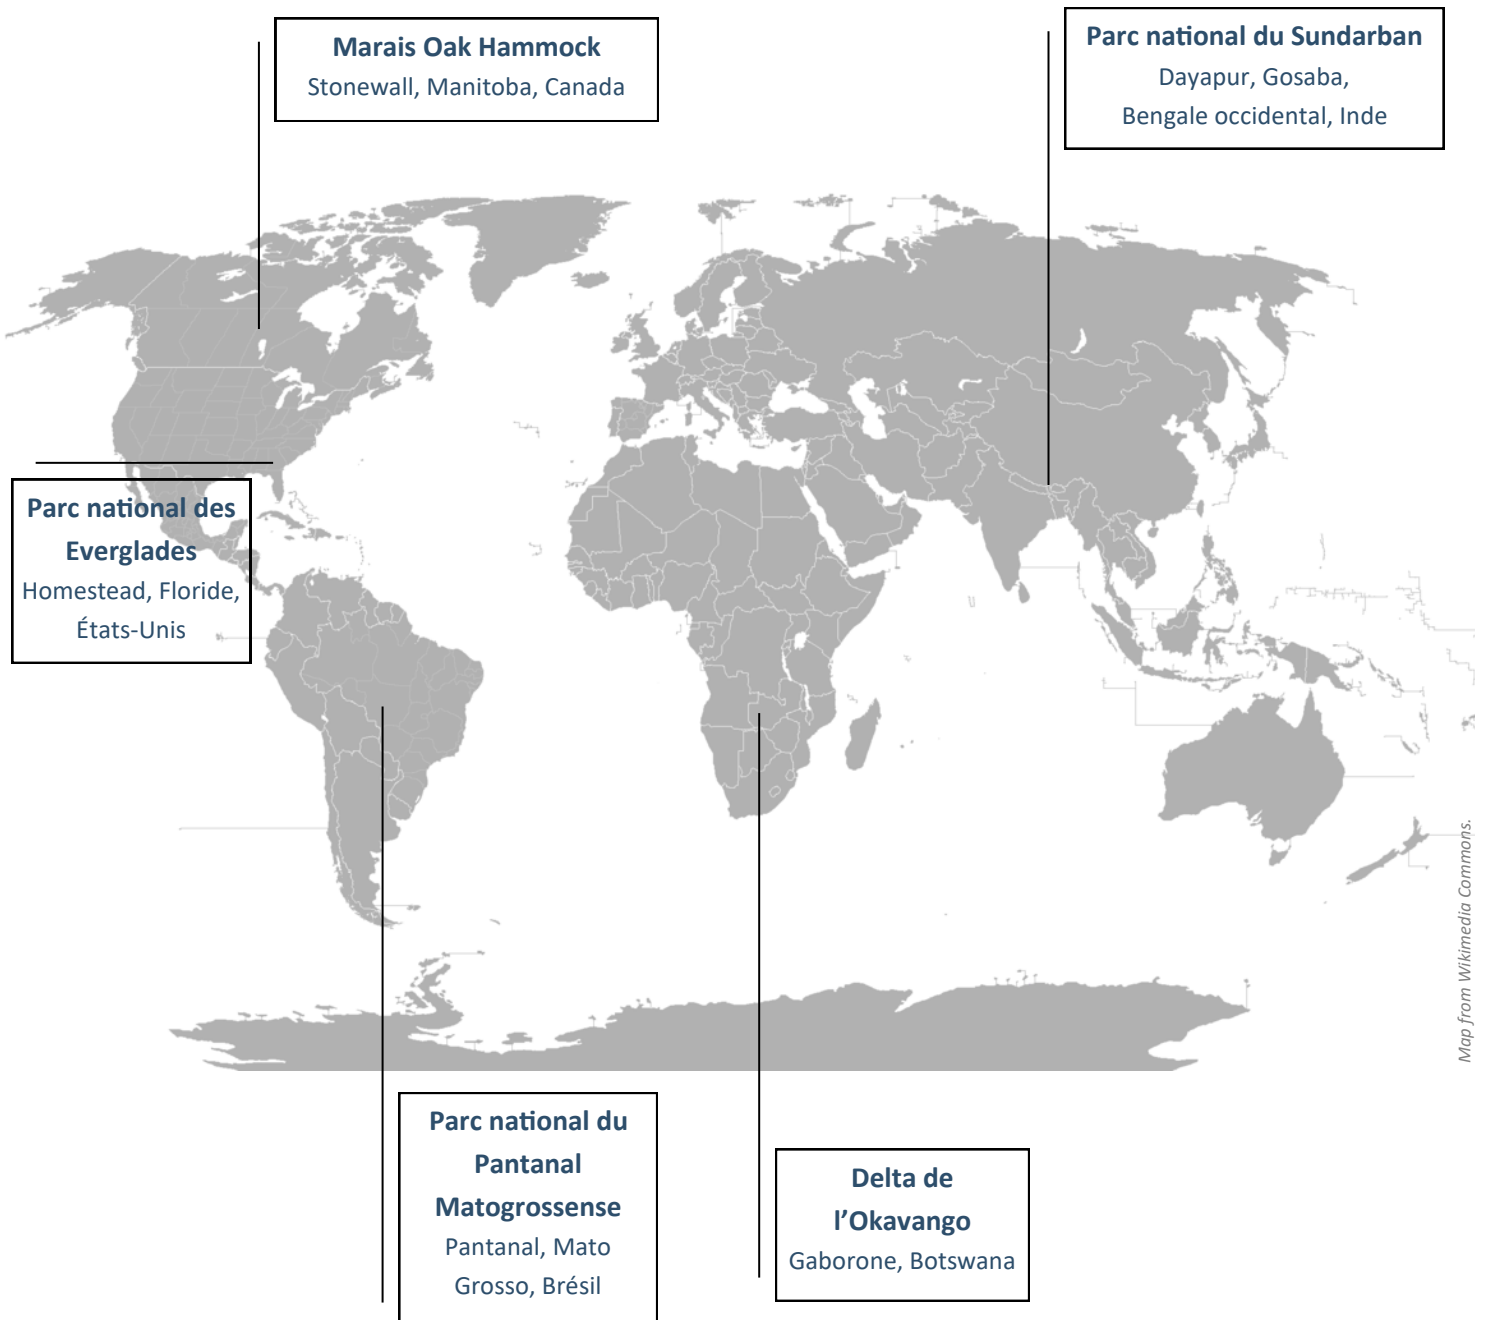 Marais Oak Hammock
Stonewall, Manitoba, Canada
Parc national du Sundarban
Dayapur, Gosaba,
Bengale occidental, Inde
Parc national des
Everglades
Homestead, Floride,
États-Unis
Map from Wikimedia Commons.
Parc national du
Pantanal
Matogrossense
Pantanal, Mato
Grosso, Brésil
Delta de
l’Okavango
Gaborone, Botswana